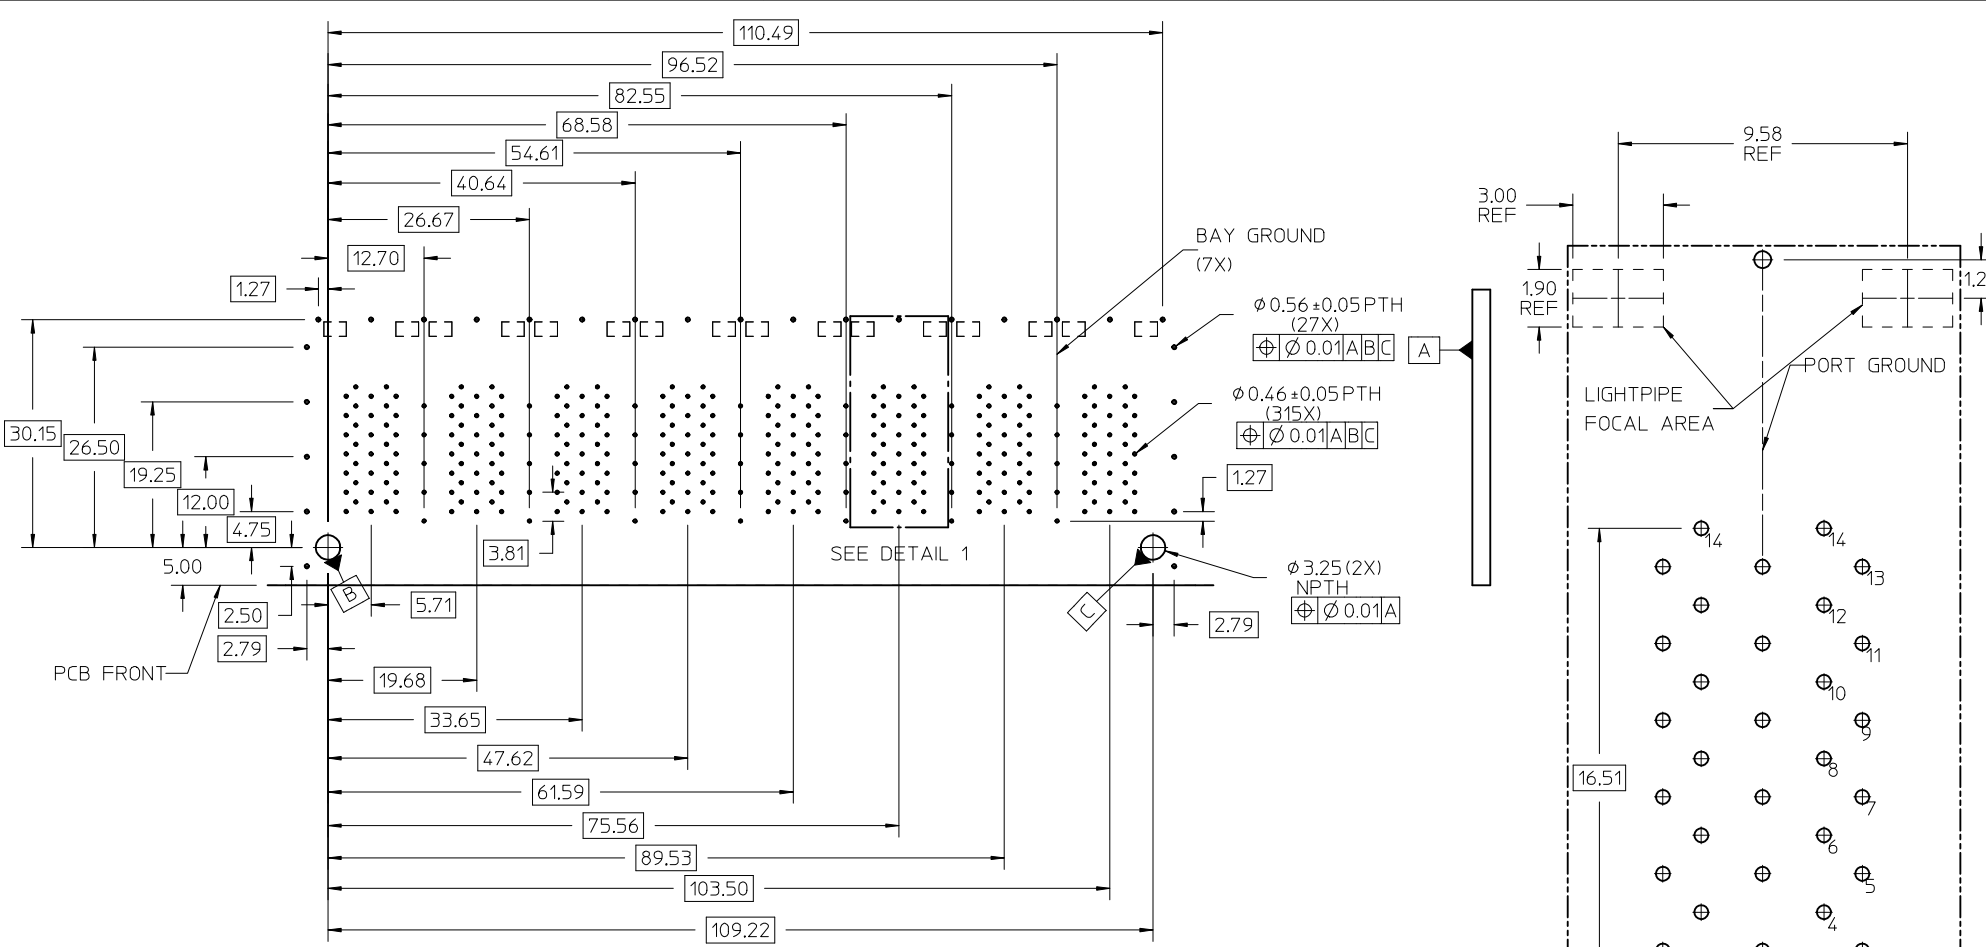 110.49
96.52
82.55
68.58
54.61
40.64
26.67
12.70
1.27
BAY GROUND
(7X)
⌀0.56±0.05 PTH
(27X)
⌖ ⌀ 0.01 A B C
A
⌀0.46±0.05 PTH
(315X)
⌖ ⌀ 0.01 A B C
30.15
26.50
19.25
12.00
4.75
5.00
1.27
3.81
SEE DETAIL 1
⌀3.25 (2X)
NPTH
⌖ ⌀ 0.01 A
B
C
2.50
5.71
2.79
2.79
PCB FRONT
19.68
33.65
47.62
61.59
75.56
89.53
103.50
109.22
9.58
REF
3.00
REF
1.90
REF
1.2
PORT GROUND
LIGHTPIPE
FOCAL AREA
14
14
13
12
11
10
9
8
7
6
5
4
16.51